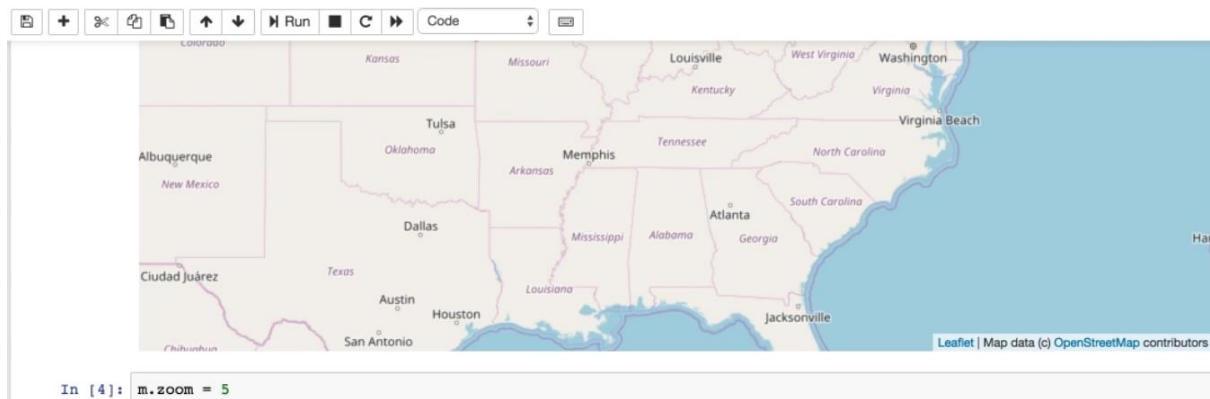 Run Code
Colorado
Kansas
Missouri
Louisville
West Virginia
Washington
Kentucky
Virginia
Virginia Beach
Tulsa
Oklahoma
Tennessee
North Carolina
Albuquerque
Memphis
New Mexico
Arkansas
South Carolina
Atlanta
Dallas
Mississippi
Alabama
Georgia
Ha
Ciudad Juárez
Texas
Louisiana
Austin
Houston
Jacksonville
San Antonio
Chihuahua
Leaflet | Map data (c) OpenStreetMap contributors
In [4]: m.zoom = 5